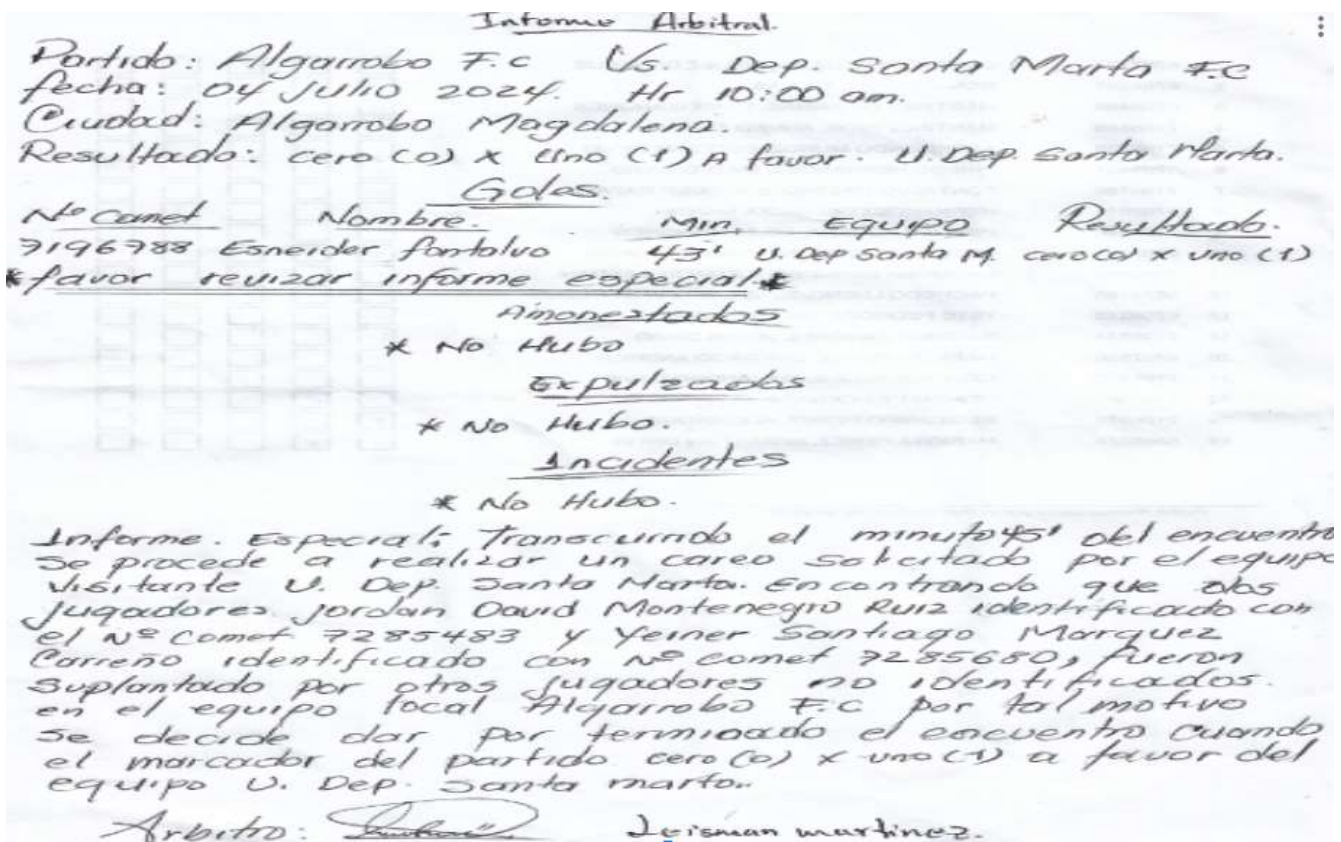 Informe Arbitral.
Partido: Algarrobo F.c Vs. Dep. Santa Marta F.C
fecha: 04 Julio 2024. Hr 10:00 am.
Ciudad: Algarrobo Magdalena.
Resultado: cero (0) x Uno (1) A favor. U. Dep. Santa Marta.
Goles.
Nº Comet Nombre. Min. Equipo Resultado.
7196788 Esneider fontalvo 43' U. Dep Santa M. cero(0) x uno (1)
*favor revizar informe especial*
Amonestados
* No Hubo
Expulzados
* No Hubo.
Incidentes
* No Hubo.
Informe. Especial; Transcurrido el minuto 45' del encuentro
se procede a realizar un careo solicitado por el equipo
visitante U. Dep. Santa Marta. Encontrando que dos
Jugadores Jordan David Montenegro Ruiz identificado con
el Nº Comet 7285483 y Yeiner Santiago Marquez
Carreño identificado con Nº comet 7285680, fueron
suplantado por otros jugadores no identificados.
en el equipo local Algarrobo F.C por tal motivo
se decide dar por terminado el encuentro cuando
el marcador del partido cero (0) x uno (1) a favor del
equipo U. Dep. Santa marta.
Arbitro: Leisman martinez.